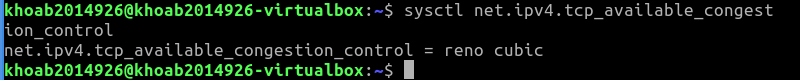 khoab2014926@khoab2014926-virtualbox:~$ sysctl net.ipv4.tcp_available_congest
ion_control
net.ipv4.tcp_available_congestion_control = reno cubic
khoab2014926@khoab2014926-virtualbox:~$